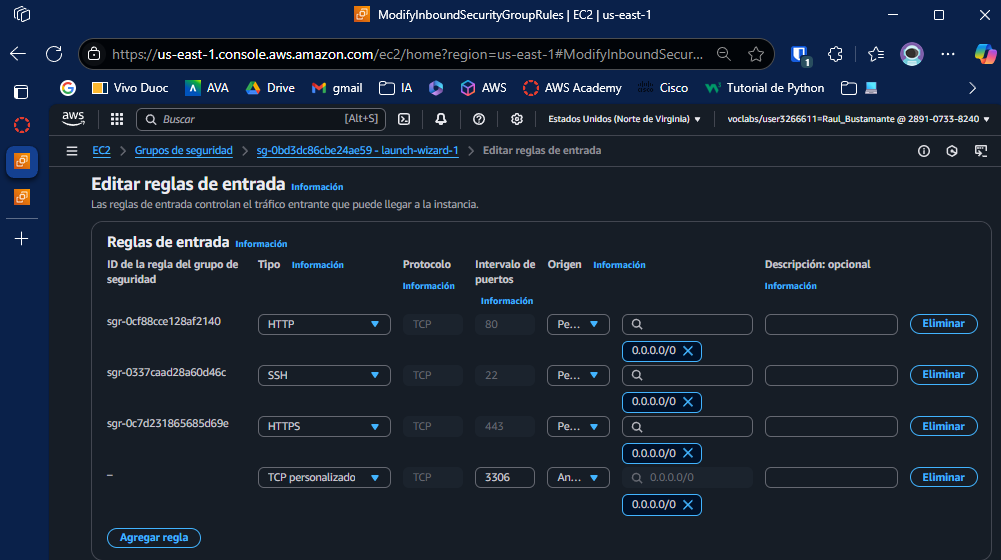 ModifyInboundSecurityGroupRules | EC2 | us-east-1
https://us-east-1.console.aws.amazon.com/ec2/home?region=us-east-1#ModifyInboundSecur...
1
Vivo Duoc AVA Drive gmail IA AWS AWS Academy Cisco Tutorial de Python
aws Buscar [Alt+S] Estados Unidos (Norte de Virginia) voclabs/user3266611=Raul_Bustamante @ 2891-0733-8240
EC2 > Grupos de seguridad > sg-0bd3dc86cbe24ae59 - launch-wizard-1 > Editar reglas de entrada
Editar reglas de entrada Información
Las reglas de entrada controlan el tráfico entrante que puede llegar a la instancia.
Reglas de entrada Información
ID de la regla del grupo de seguridad Tipo Información Protocolo Información Intervalo de puertos Información Origen Información Descripción: opcional Información
sgr-0cf88cce128af2140 HTTP TCP 80 Pe... Eliminar
0.0.0.0/0
sgr-0337caad28a60d46c SSH TCP 22 Pe... Eliminar
0.0.0.0/0
sgr-0c7d231865685d69e HTTPS TCP 443 Pe... Eliminar
0.0.0.0/0
– TCP personalizado TCP 3306 An... 0.0.0.0/0 Eliminar
0.0.0.0/0
Agregar regla